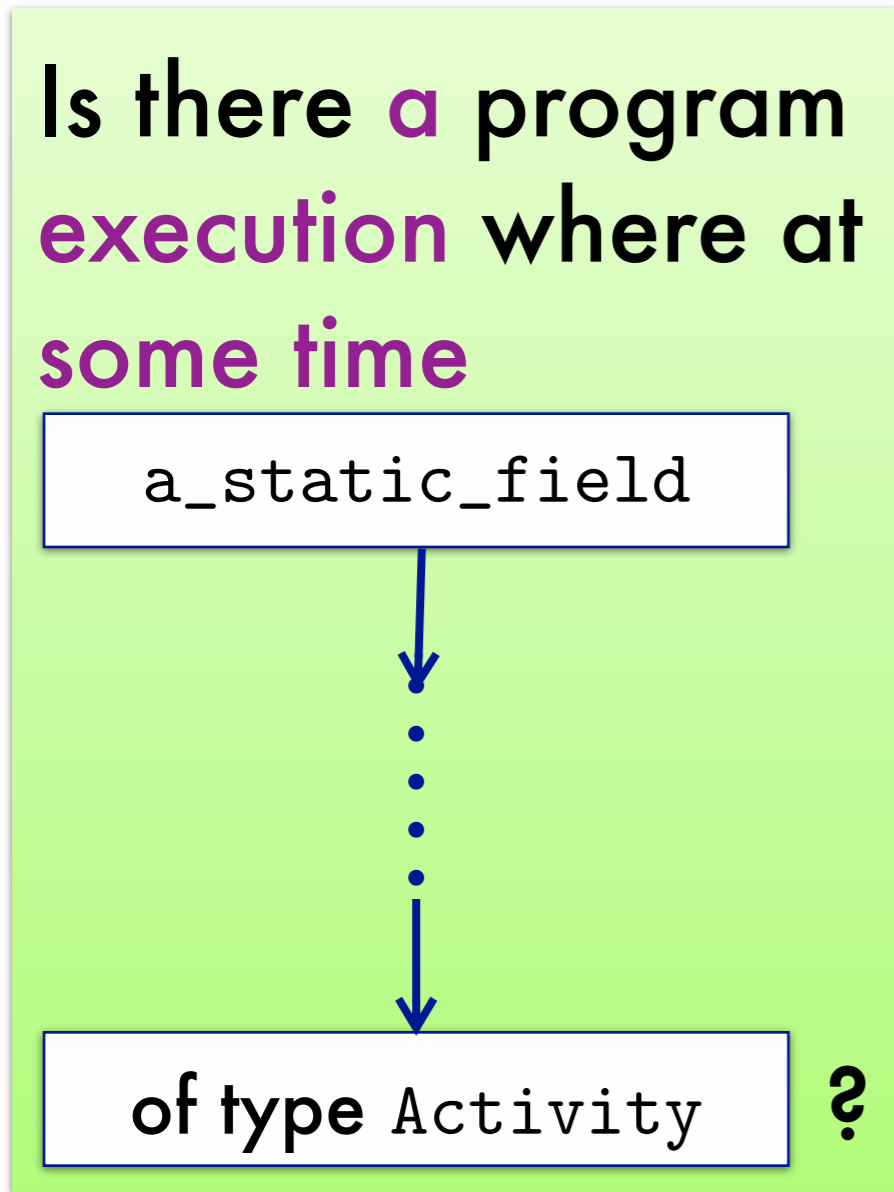 Is there a program
execution where at
some time
a_static_field
of type Activity ?